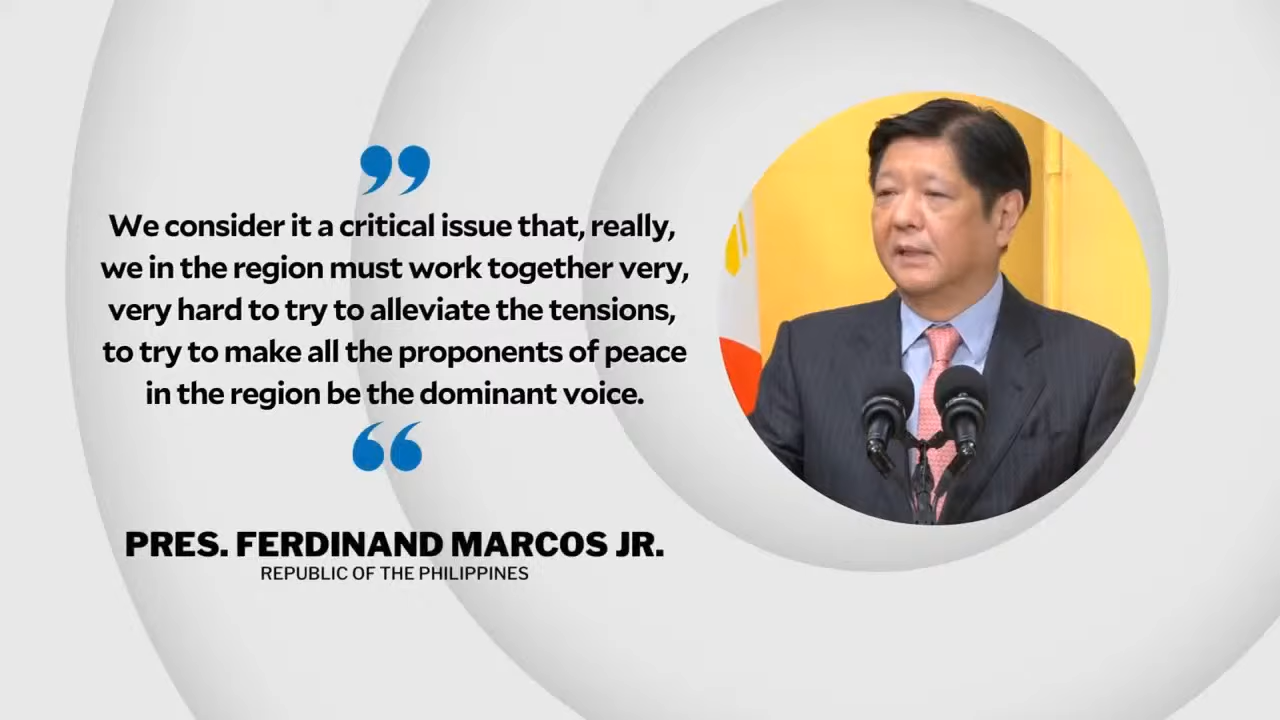 ”
We consider it a critical issue that, really,
we in the region must work together very,
very hard to try to alleviate the tensions,
to try to make all the proponents of peace
in the region be the dominant voice.
“
PRES. FERDINAND MARCOS JR.
REPUBLIC OF THE PHILIPPINES